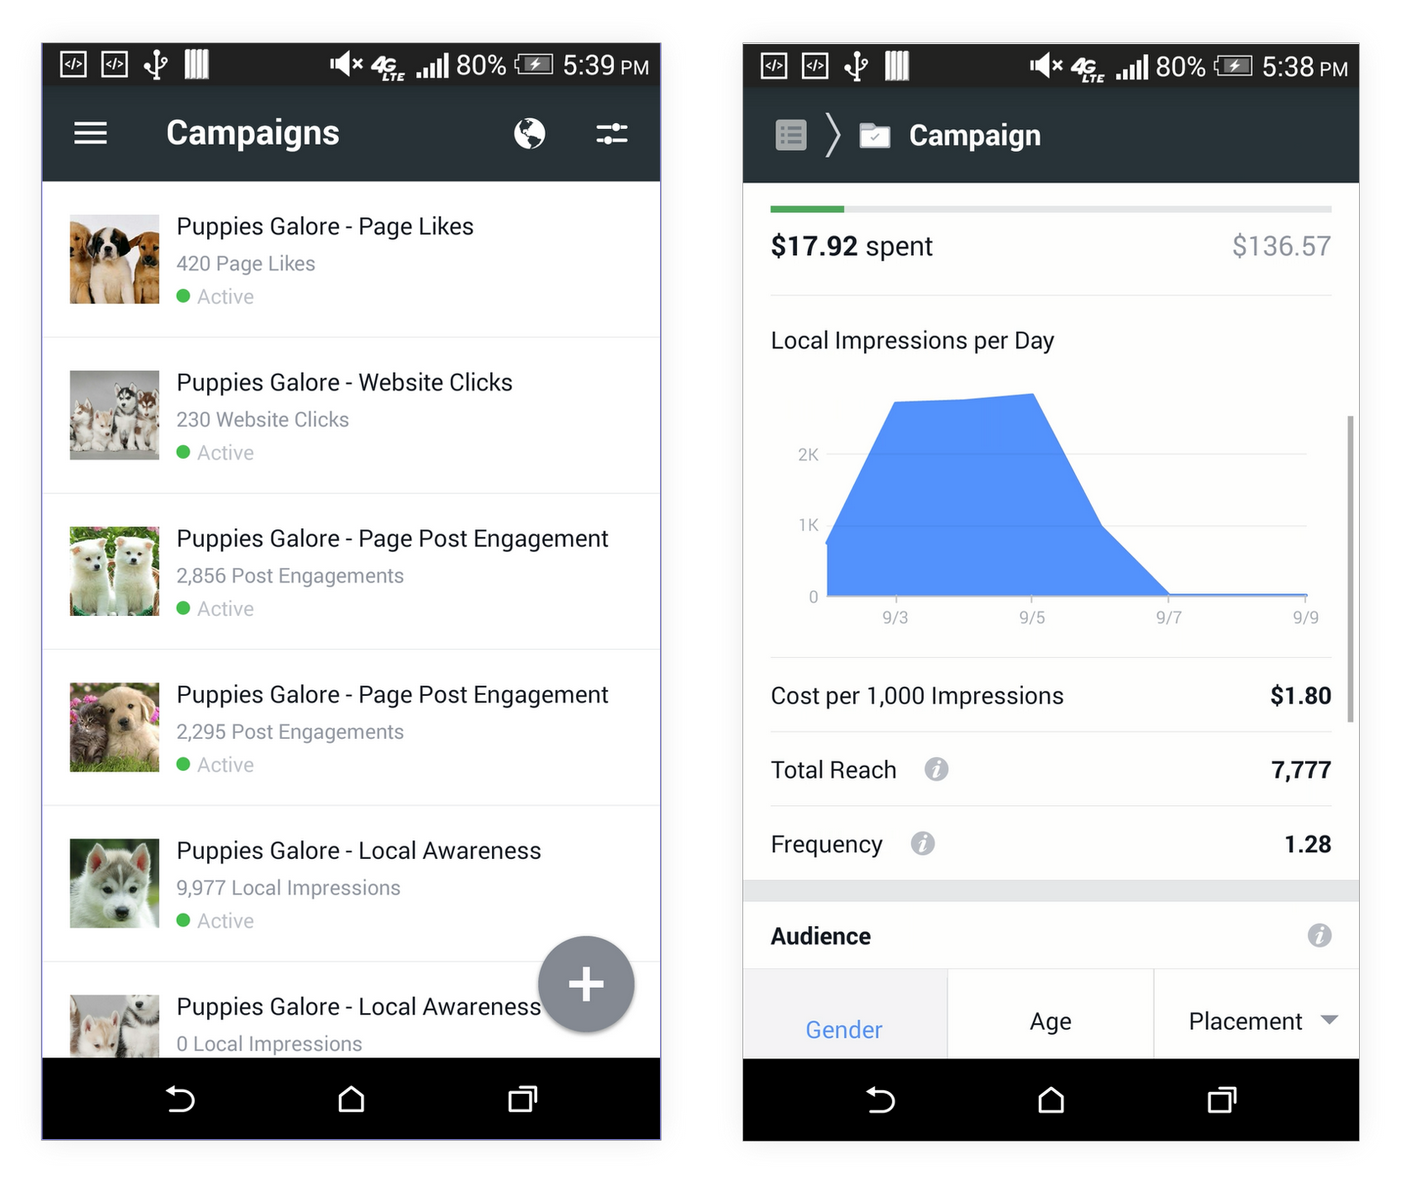 80% 5:39 PM
4G LTE
Campaigns
Puppies Galore - Page Likes
420 Page Likes
Active
Puppies Galore - Website Clicks
230 Website Clicks
Active
Puppies Galore - Page Post Engagement
2,856 Post Engagements
Active
Puppies Galore - Page Post Engagement
2,295 Post Engagements
Active
Puppies Galore - Local Awareness
9,977 Local Impressions
Active
Puppies Galore - Local Awareness
0 Local Impressions
80% 5:38 PM
4G LTE
Campaign
$17.92 spent
$136.57
Local Impressions per Day
2K
1K
0
9/3 9/5 9/7 9/9
Cost per 1,000 Impressions $1.80
Total Reach 7,777
Frequency 1.28
Audience
Gender Age Placement